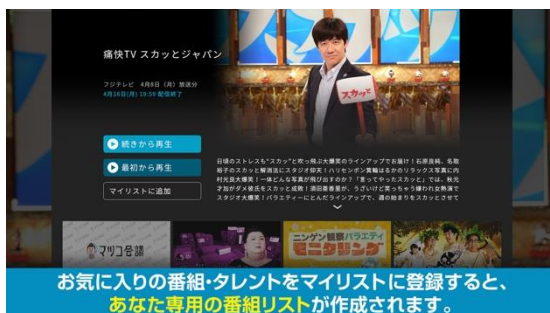 痛快TV スカッとジャパン
フジテレビ 4月8日（月）放送分
4月16日(月) 19:59 配信終了
スカッと
続きから再生
最初から再生
マイリストに追加
日頃のストレスも"スカッ"と吹っ飛ぶ大爆笑のラインアップでお届け！石原良純、名取
裕子のスカッと解消法にスタジオ仰天！ハリセンボン箕輪はるかのリラックス写真に内
村光良大爆笑！一体どんな写真が飛び出すのか？「言ってやったスカッと」では、秋元
才加がダメ彼氏をスカッと成敗！須田亜香里が、うざいけど笑っちゃう嫌われ女熱演で
スタジオ大爆笑！バラエティーにとんだラインアップで、週の始まりをスカッとさせて
マツコ会議
ニンゲン観察バラエティ
モニタリング
お気に入りの番組・タレントをマイリストに登録すると、
あなた専用の番組リストが作成されます。